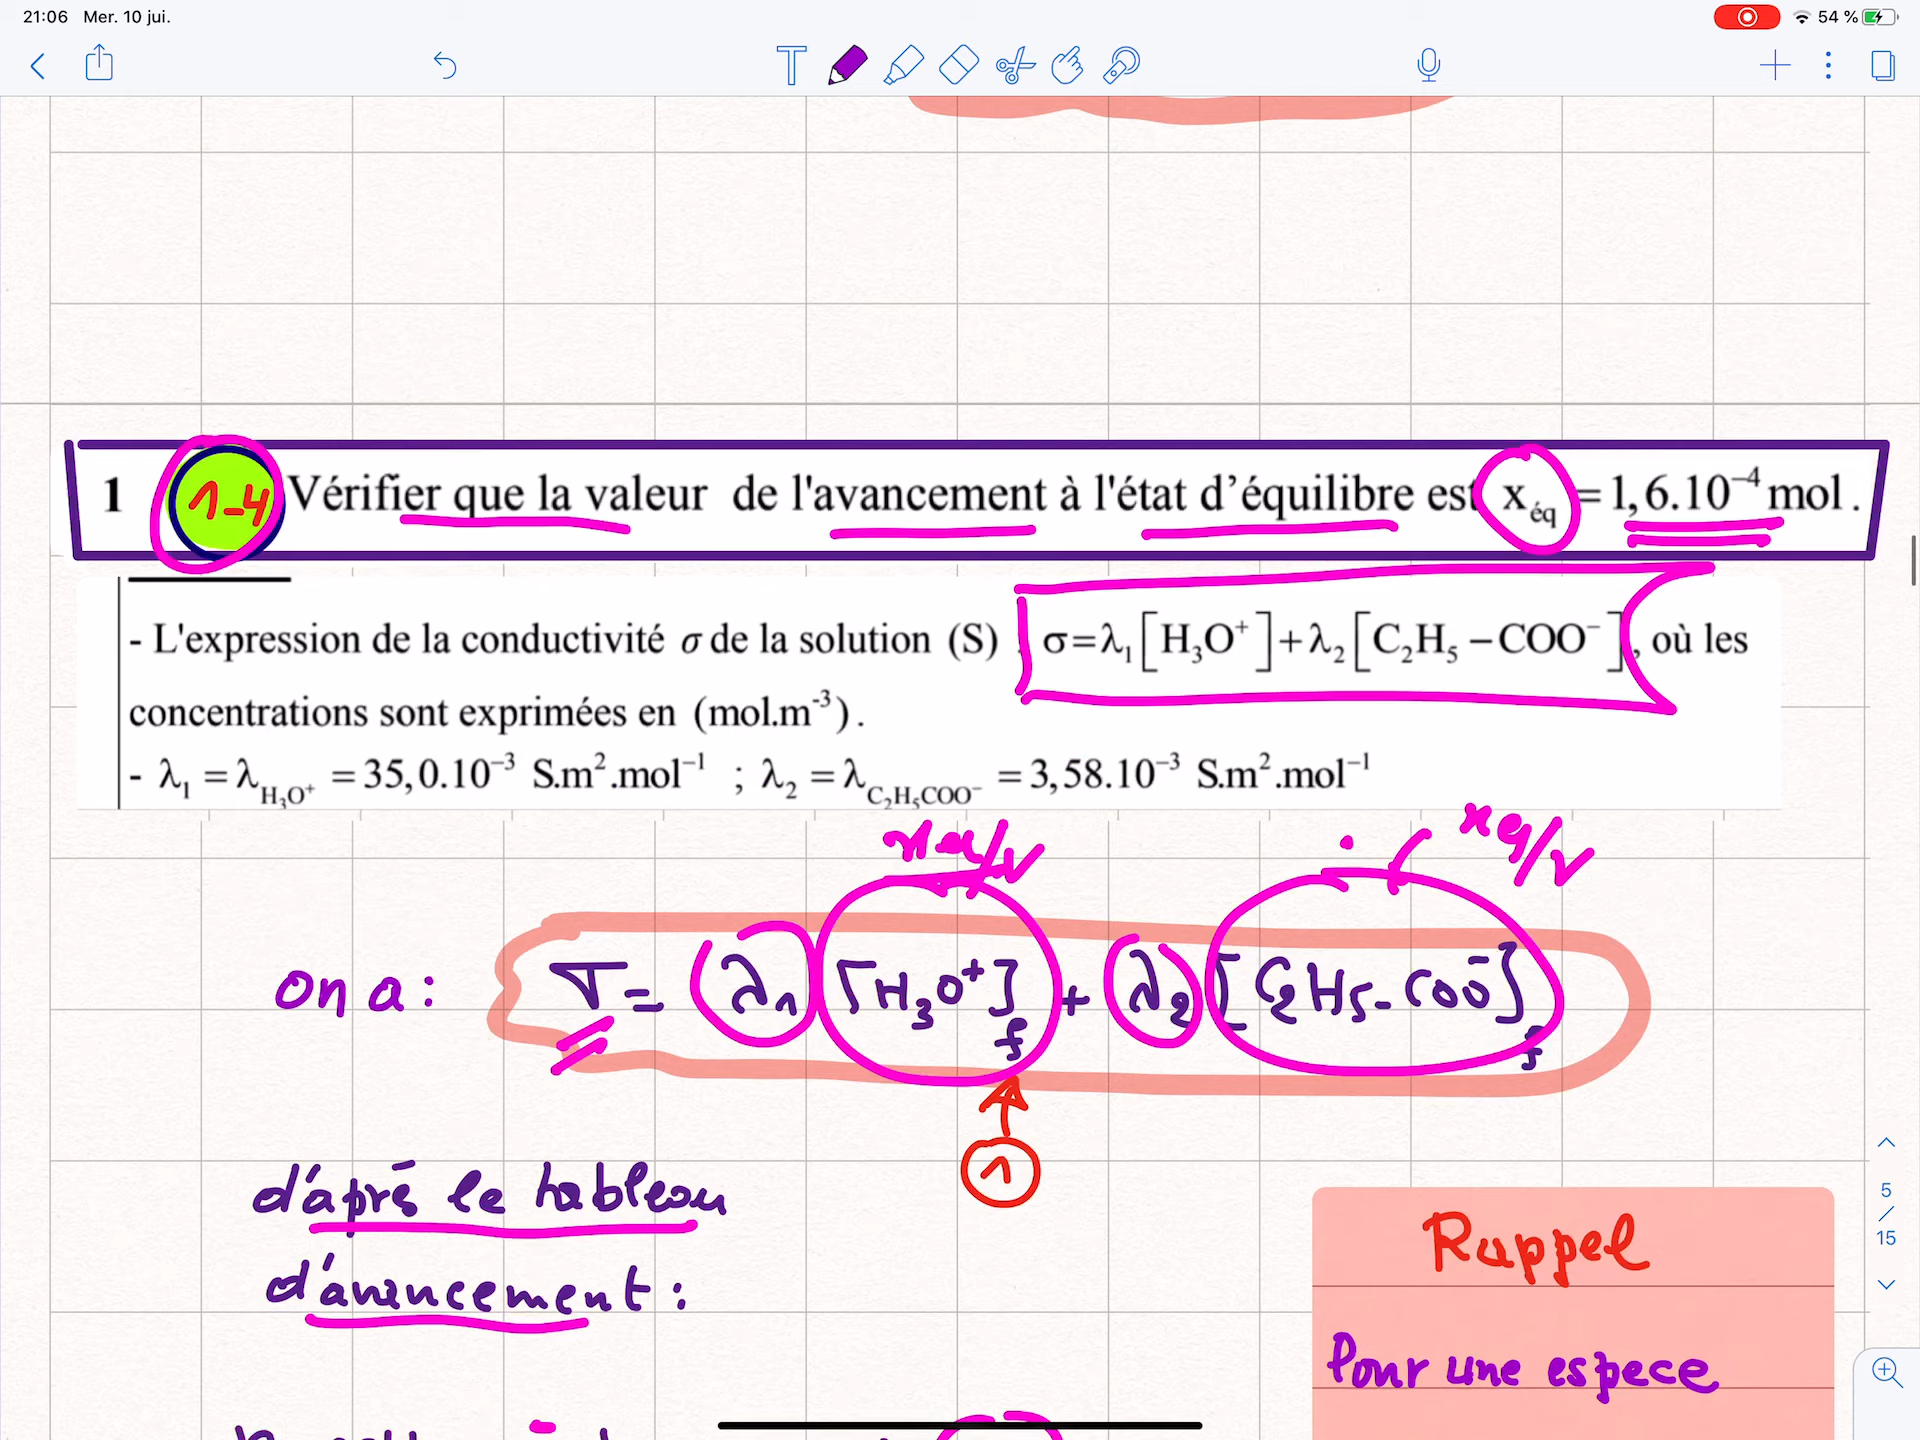 21:06 Mer. 10 jui.
54 %
1 1-4 Vérifier que la valeur de l'avancement à l'état d'équilibre est x_éq = 1,6.10⁻⁴ mol .
- L'expression de la conductivité σ de la solution (S) : σ=λ₁[H₃O⁺]+λ₂[C₂H₅–COO⁻], où les
concentrations sont exprimées en (mol.m⁻³).
- λ₁ = λ_H₃O⁺ = 35,0.10⁻³ S.m².mol⁻¹ ; λ₂ = λ_C₂H₅COO⁻ = 3,58.10⁻³ S.m².mol⁻¹
xeq/V xeq/V
on a: σ = λ₁ [H₃O⁺]f + λ₂ [C₂H₅-COO⁻]f
1
d'aprés le tableau
d'avancement :
Rappel
Pour une espece
5
/
15